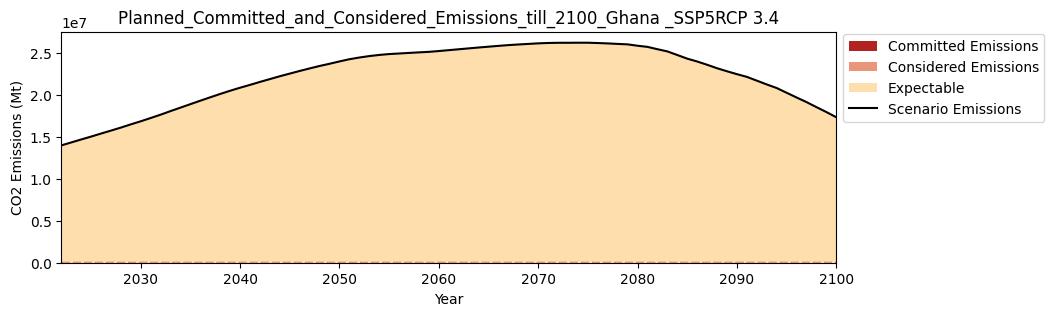 Planned_Committed_and_Considered_Emissions_till_2100_Ghana _SSP5RCP 3.4
1e7
2.5
2.0
1.5
1.0
0.5
0.0
CO2 Emissions (Mt)
2030 2040 2050 2060 2070 2080 2090 2100
Year
Committed Emissions
Considered Emissions
Expectable
Scenario Emissions